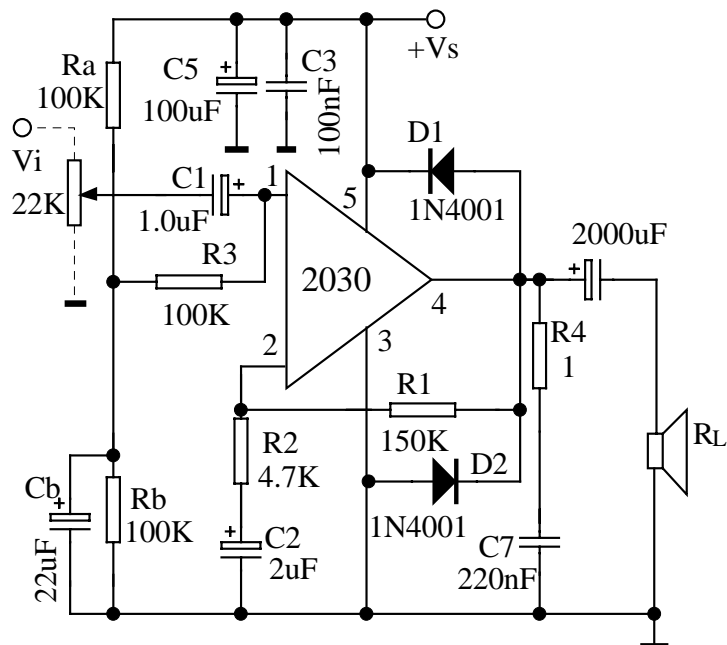 +Vs
Ra
100K
C5
100uF
C3
100nF
Vi
22K
C1
1.0uF
1
5
D1
1N4001
2000uF
R3
100K
2030
4
2
3
R4
1
R1
150K
R2
4.7K
D2
1N4001
RL
Cb
22uF
Rb
100K
C2
2uF
C7
220nF
+
+
+
+
+